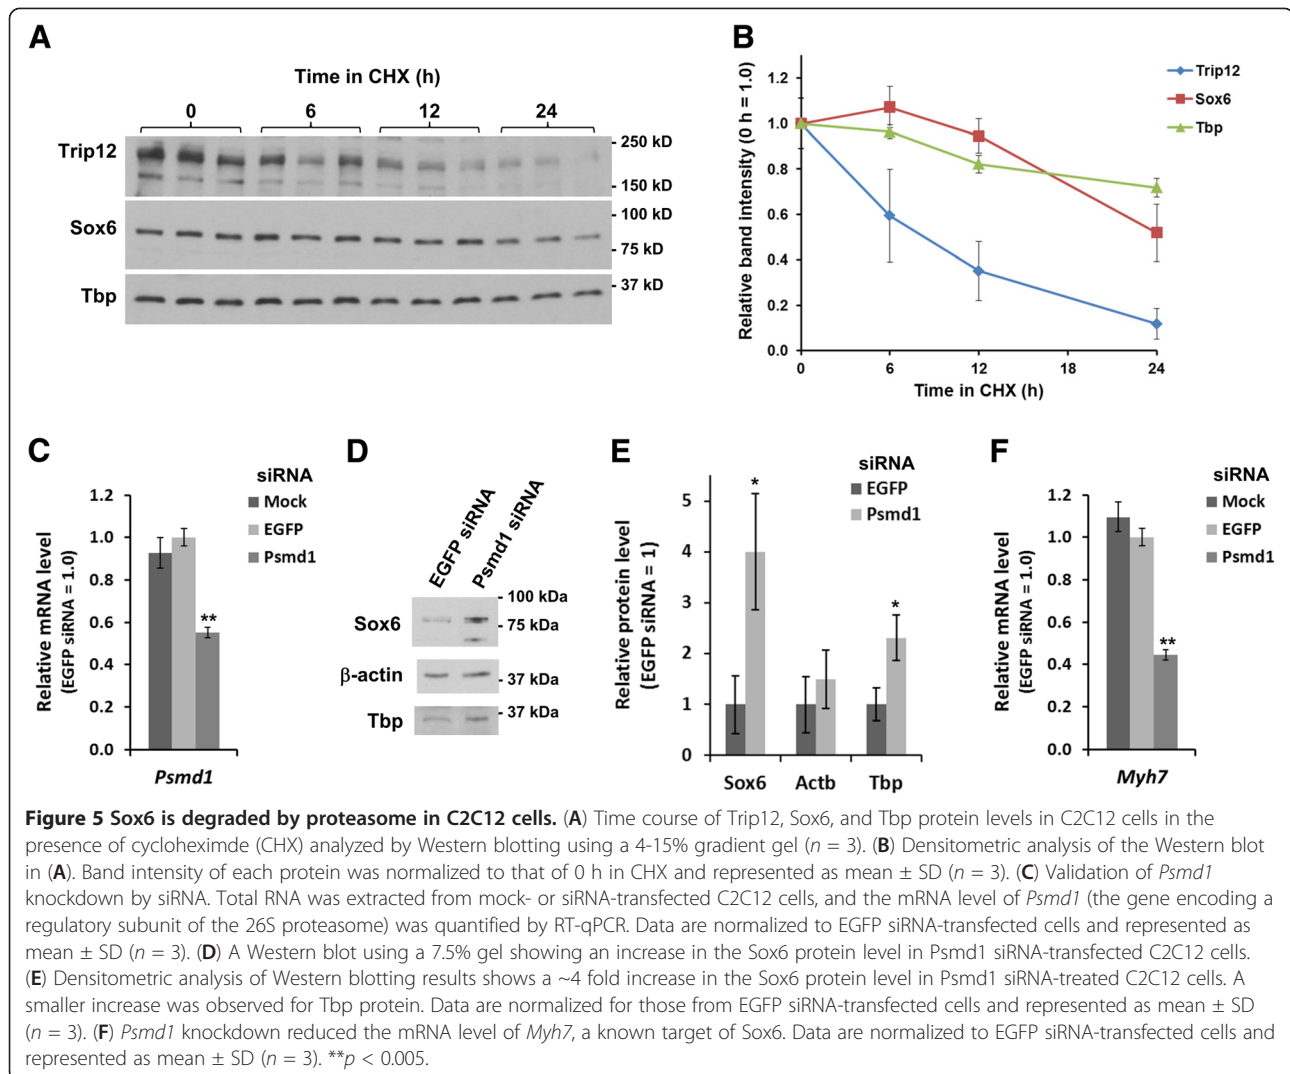 A
Time in CHX (h)
0 6 12 24
Trip12
- 250 kD
- 150 kD
Sox6
- 100 kD
- 75 kD
Tbp
- 37 kD
B
Relative band intensity (0 h = 1.0)
1.2
1.0
0.8
0.6
0.4
0.2
0.0
0 6 12 18 24
Time in CHX (h)
Trip12
Sox6
Tbp
C
siRNA
Mock
EGFP
Psmd1
Relative mRNA level
(EGFP siRNA = 1.0)
1.2
1.0
0.8
0.6
0.4
0.2
0.0
**
Psmd1
D
EGFP siRNA
Psmd1 siRNA
Sox6
- 100 kDa
- 75 kDa
β-actin
- 37 kDa
Tbp
- 37 kDa
E
siRNA
EGFP
Psmd1
Relative protein level
(EGFP siRNA = 1)
5
4
3
2
1
0
*
*
Sox6 Actb Tbp
F
siRNA
Mock
EGFP
Psmd1
Relative mRNA level
(EGFP siRNA = 1.0)
1.2
1.0
0.8
0.6
0.4
0.2
0.0
**
Myh7
Figure 5 Sox6 is degraded by proteasome in C2C12 cells. (A) Time course of Trip12, Sox6, and Tbp protein levels in C2C12 cells in the
presence of cycloheximde (CHX) analyzed by Western blotting using a 4-15% gradient gel (n = 3). (B) Densitometric analysis of the Western blot
in (A). Band intensity of each protein was normalized to that of 0 h in CHX and represented as mean ± SD (n = 3). (C) Validation of Psmd1
knockdown by siRNA. Total RNA was extracted from mock- or siRNA-transfected C2C12 cells, and the mRNA level of Psmd1 (the gene encoding a
regulatory subunit of the 26S proteasome) was quantified by RT-qPCR. Data are normalized to EGFP siRNA-transfected cells and represented as
mean ± SD (n = 3). (D) A Western blot using a 7.5% gel showing an increase in the Sox6 protein level in Psmd1 siRNA-transfected C2C12 cells.
(E) Densitometric analysis of Western blotting results shows a ~4 fold increase in the Sox6 protein level in Psmd1 siRNA-treated C2C12 cells. A
smaller increase was observed for Tbp protein. Data are normalized for those from EGFP siRNA-transfected cells and represented as mean ± SD
(n = 3). (F) Psmd1 knockdown reduced the mRNA level of Myh7, a known target of Sox6. Data are normalized to EGFP siRNA-transfected cells and
represented as mean ± SD (n = 3). **p < 0.005.